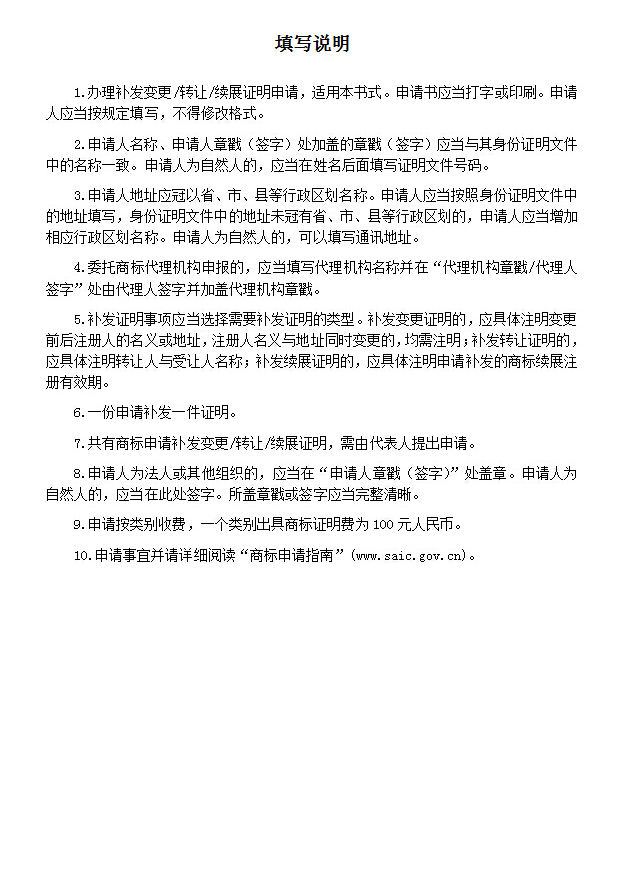 填写说明
1.办理补发变更/转让/续展证明申请，适用本书式。申请书应当打字或印刷。申请
人应当按规定填写，不得修改格式。
2.申请人名称、申请人章戳（签字）处加盖的章戳（签字）应当与其身份证明文件
中的名称一致。申请人为自然人的，应当在姓名后面填写证明文件号码。
3.申请人地址应冠以省、市、县等行政区划名称。申请人应当按照身份证明文件中
的地址填写，身份证明文件中的地址未冠有省、市、县等行政区划的，申请人应当增加
相应行政区划名称。申请人为自然人的，可以填写通讯地址。
4.委托商标代理机构申报的，应当填写代理机构名称并在“代理机构章戳/代理人
签字”处由代理人签字并加盖代理机构章戳。
5.补发证明事项应当选择需要补发证明的类型。补发变更证明的，应具体注明变更
前后注册人的名义或地址，注册人名义与地址同时变更的，均需注明；补发转让证明的，
应具体注明转让人与受让人名称；补发续展证明的，应具体注明申请补发的商标续展注
册有效期。
6.一份申请补发一件证明。
7.共有商标申请补发变更/转让/续展证明，需由代表人提出申请。
8.申请人为法人或其他组织的，应当在“申请人章戳（签字）”处盖章。申请人为
自然人的，应当在此处签字。所盖章戳或签字应当完整清晰。
9.申请按类别收费，一个类别出具商标证明费为100元人民币。
10.申请事宜并请详细阅读“商标申请指南”(www.saic.gov.cn)。